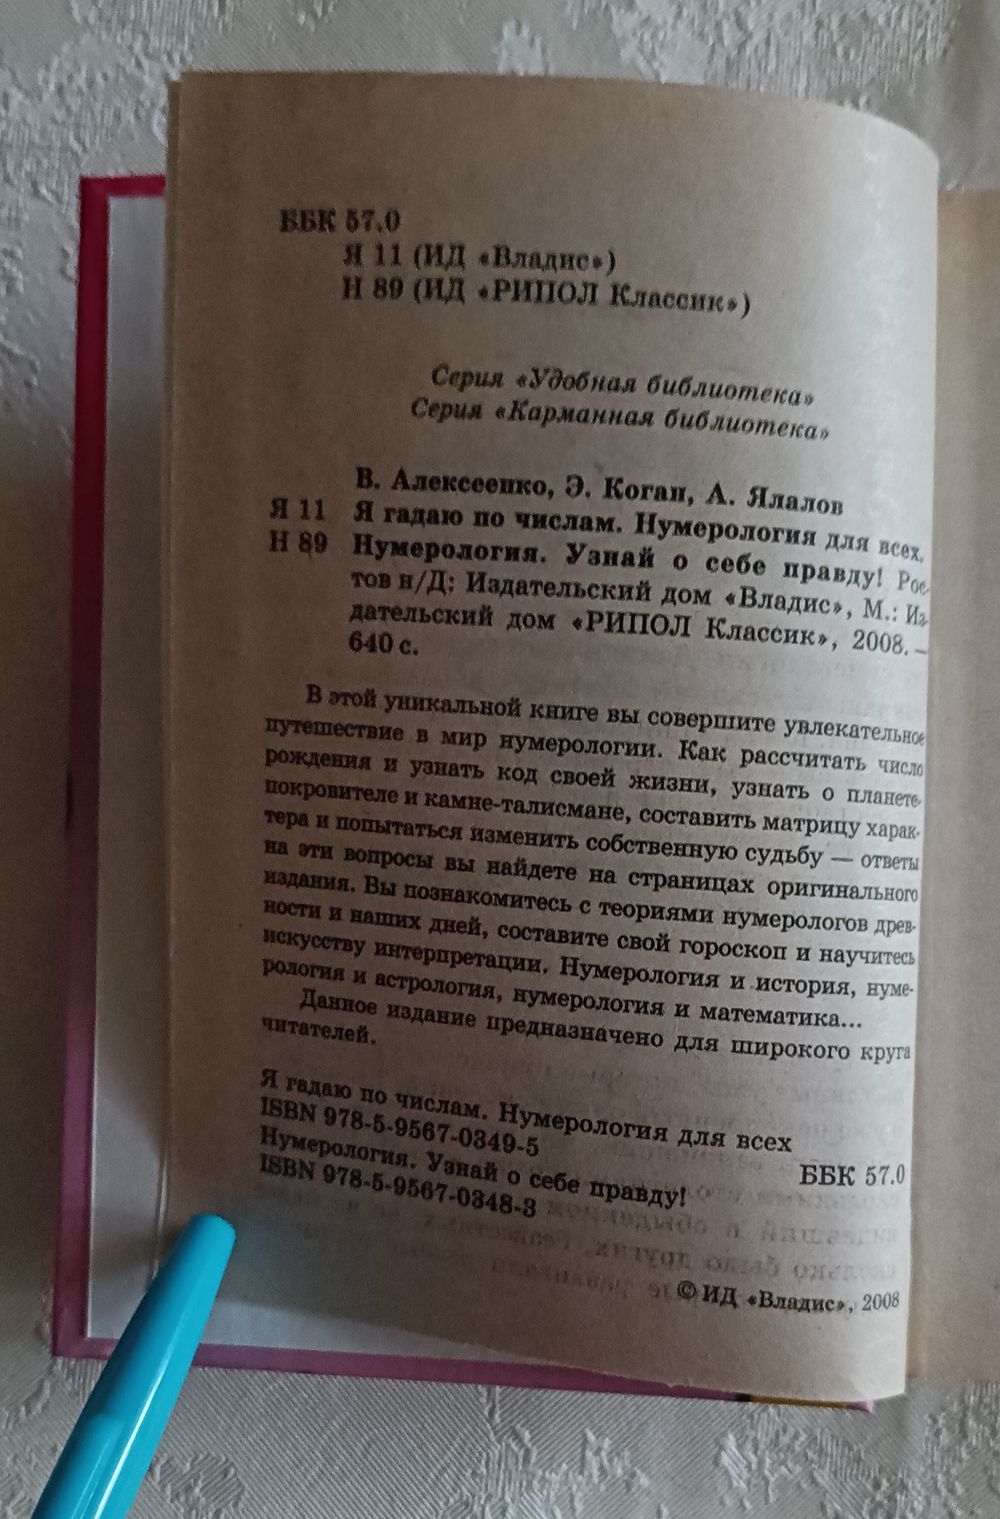 ББК 57.0
Я 11 (ИД «Владис»)
Н 89 (ИД «РИПОЛ Классик»)
Серия «Удобная библиотека»
Серия «Карманная библиотека»
В. Алексеенко, Э. Коган, А. Ялалов
Я 11 Я гадаю по числам. Нумерология для всех.
Н 89 Нумерология. Узнай о себе правду! Рос-
тов н/Д: Издательский дом «Владис», М.: Из-
дательский дом «РИПОЛ Классик», 2008. –
640 с.
В этой уникальной книге вы совершите увлекательное
путешествие в мир нумерологии. Как рассчитать число
рождения и узнать код своей жизни, узнать о планете-
покровителе и камне-талисмане, составить матрицу харак-
тера и попытаться изменить собственную судьбу — ответы
на эти вопросы вы найдете на страницах оригинального
издания. Вы познакомитесь с теориями нумерологов древ-
ности и наших дней, составите свой гороскоп и научитесь
искусству интерпретации. Нумерология и история, нуме-
рология и астрология, нумерология и математика...
Данное издание предназначено для широкого круга
читателей.
Я гадаю по числам. Нумерология для всех
ISBN 978-5-9567-0349-5
ББК 57.0
Нумерология. Узнай о себе правду!
ISBN 978-5-9567-0348-3
© ИД «Владис», 2008